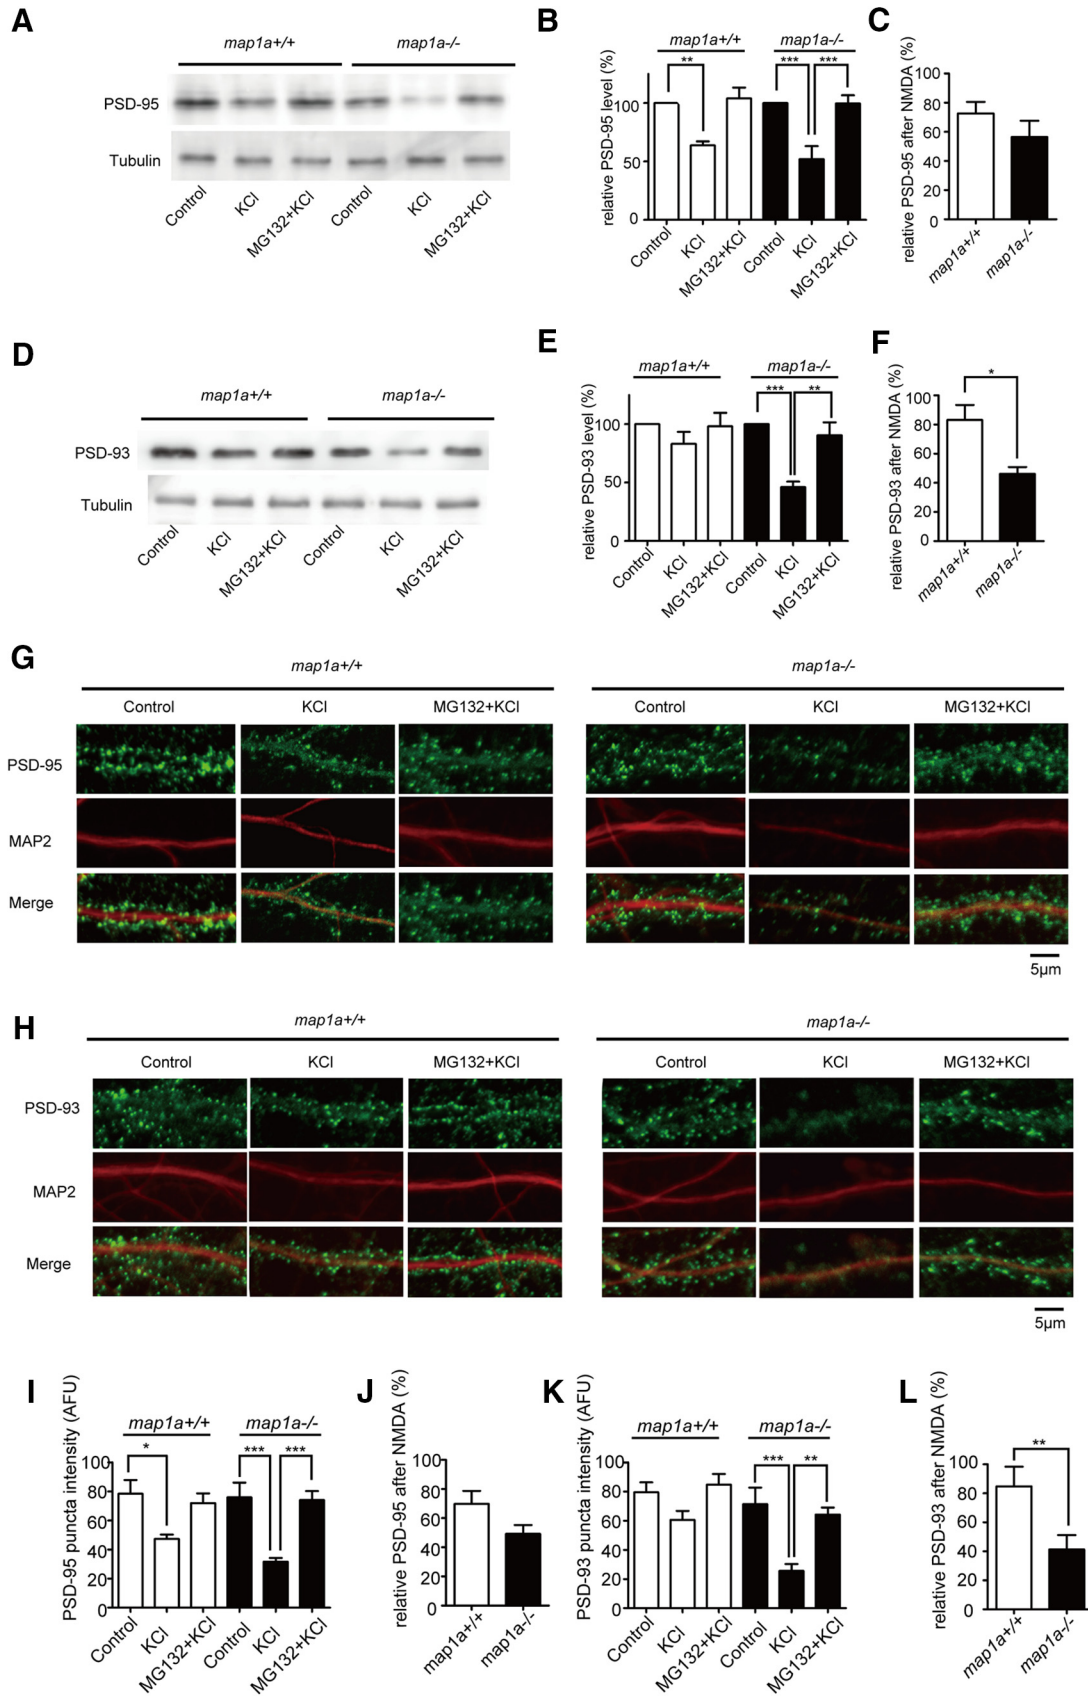 A
map1a+/+
map1a-/-
PSD-95
Tubulin
Control
KCl
MG132+KCl
Control
KCl
MG132+KCl
B
map1a+/+
map1a-/-
**
***
***
relative PSD-95 level (%)
100
50
0
Control
KCl
MG132+KCl
Control
KCl
MG132+KCl
C
relative PSD-95 after NMDA (%)
100
80
60
40
20
0
map1a+/+
map1a-/-
D
map1a+/+
map1a-/-
PSD-93
Tubulin
Control
KCl
MG132+KCl
Control
KCl
MG132+KCl
E
map1a+/+
map1a-/-
***
**
relative PSD-93 level (%)
100
50
0
Control
KCl
MG132+KCl
Control
KCl
MG132+KCl
F
*
relative PSD-93 after NMDA (%)
100
80
60
40
20
0
map1a+/+
map1a-/-
G
map1a+/+
map1a-/-
Control
KCl
MG132+KCl
Control
KCl
MG132+KCl
PSD-95
MAP2
Merge
5μm
H
map1a+/+
map1a-/-
Control
KCl
MG132+KCl
Control
KCl
MG132+KCl
PSD-93
MAP2
Merge
5μm
I
map1a+/+
map1a-/-
*
***
***
PSD-95 puncta intensity (AFU)
100
80
60
40
20
0
Control
KCl
MG132+KCl
Control
KCl
MG132+KCl
J
relative PSD-95 after NMDA (%)
100
80
60
40
20
0
map1a+/+
map1a-/-
K
map1a+/+
map1a-/-
***
**
PSD-93 puncta intensity (AFU)
100
80
60
40
20
0
Control
KCl
MG132+KCl
Control
KCl
MG132+KCl
L
**
relative PSD-93 after NMDA (%)
100
80
60
40
20
0
map1a+/+
map1a-/-